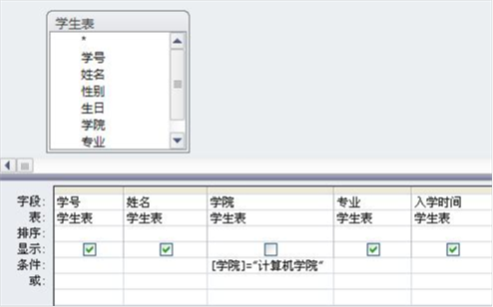 学生表
*
学号
姓名
性别
生日
学院
专业
字段: 学号 姓名 学院 专业 入学时间
表: 学生表 学生表 学生表 学生表 学生表
排序:
显示:
条件: [学院]="计算机学院"
或: